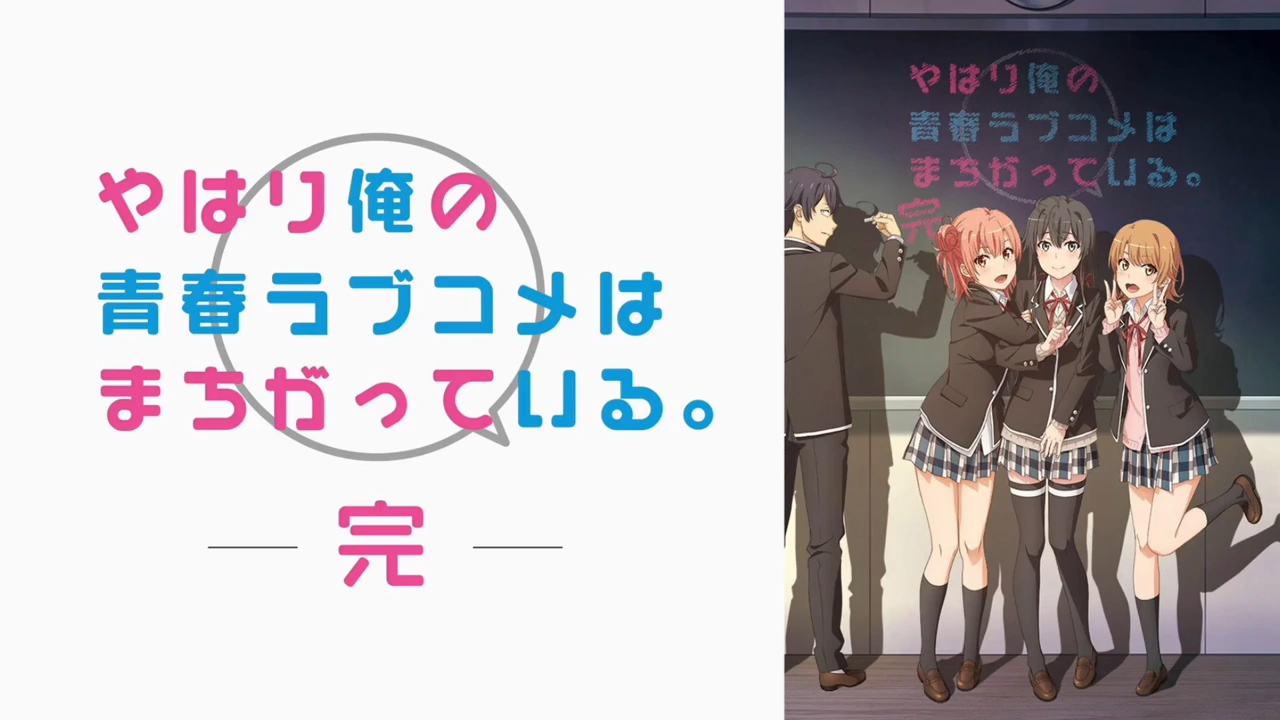 やはり俺の
青春ラブコメは
まちがっている。
完
やはり俺の
青春ラブコメは
まちがっている。
完